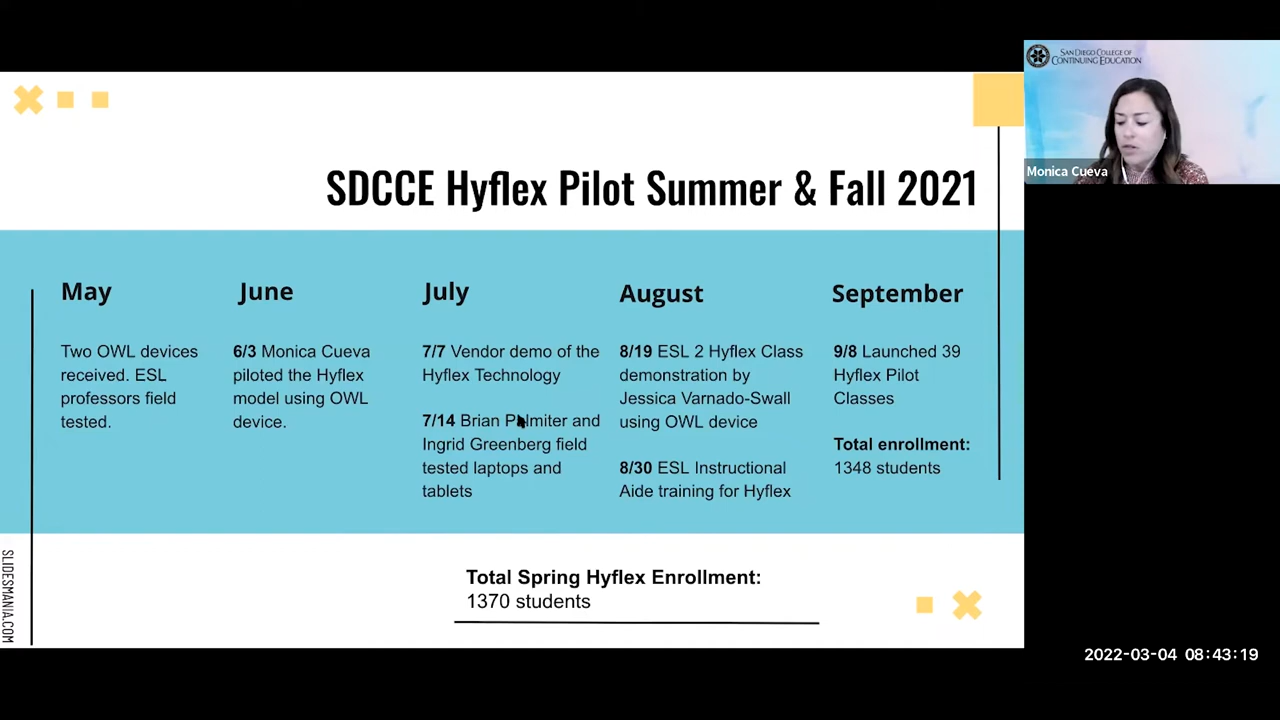 SDCCE Hyflex Pilot Summer & Fall 2021
May
Two OWL devices
received. ESL
professors field
tested.
June
6/3 Monica Cueva
piloted the Hyflex
model using OWL
device.
July
7/7 Vendor demo of the
Hyflex Technology
7/14 Brian Palmiter and
Ingrid Greenberg field
tested laptops and
tablets
August
8/19 ESL 2 Hyflex Class
demonstration by
Jessica Varnado-Swall
using OWL device
8/30 ESL Instructional
Aide training for Hyflex
September
9/8 Launched 39
Hyflex Pilot
Classes
Total enrollment:
1348 students
Total Spring Hyflex Enrollment:
1370 students
SLIDESMANIA.COM
SAN DIEGO COLLEGE OF
CONTINUING EDUCATION
Monica Cueva
2022-03-04 08:43:19